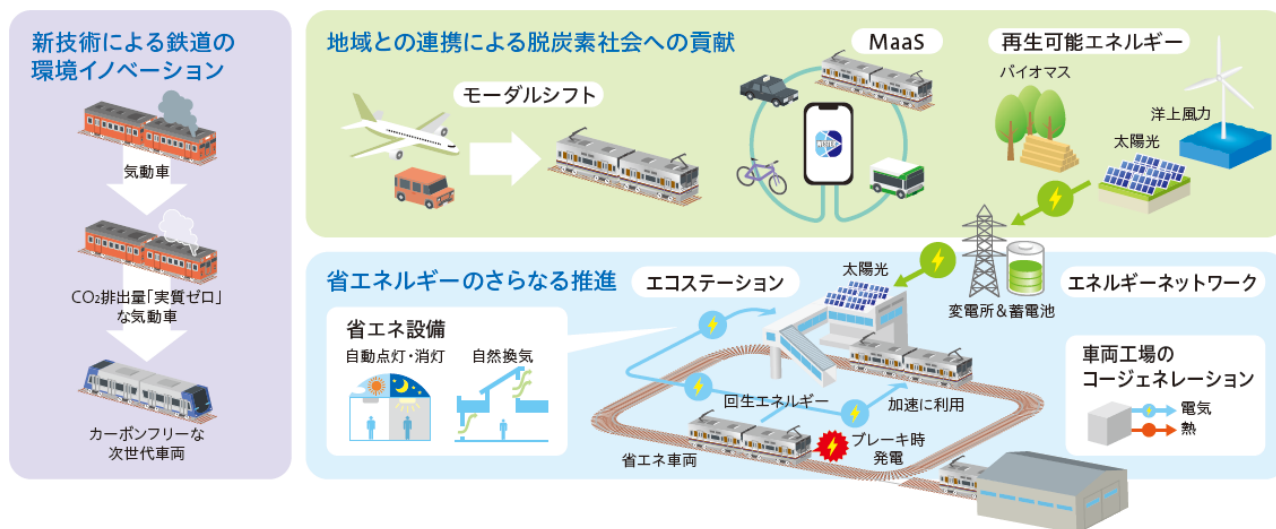 新技術による鉄道の
環境イノベーション
気動車
CO₂排出量「実質ゼロ」
な気動車
カーボンフリーな
次世代車両
地域との連携による脱炭素社会への貢献
モーダルシフト
MaaS
再生可能エネルギー
バイオマス
洋上風力
太陽光
省エネルギーのさらなる推進
エコステーション
太陽光
変電所&蓄電池
エネルギーネットワーク
省エネ設備
自動点灯・消灯
自然換気
回生エネルギー
加速に利用
省エネ車両
ブレーキ時
発電
車両工場の
コージェネレーション
電気
熱